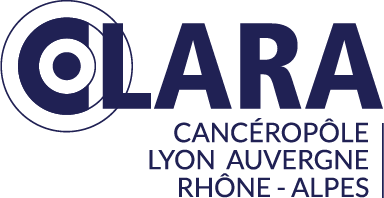 CLARA
CANCÉROPÔLE
LYON AUVERGNE
RHÔNE - ALPES